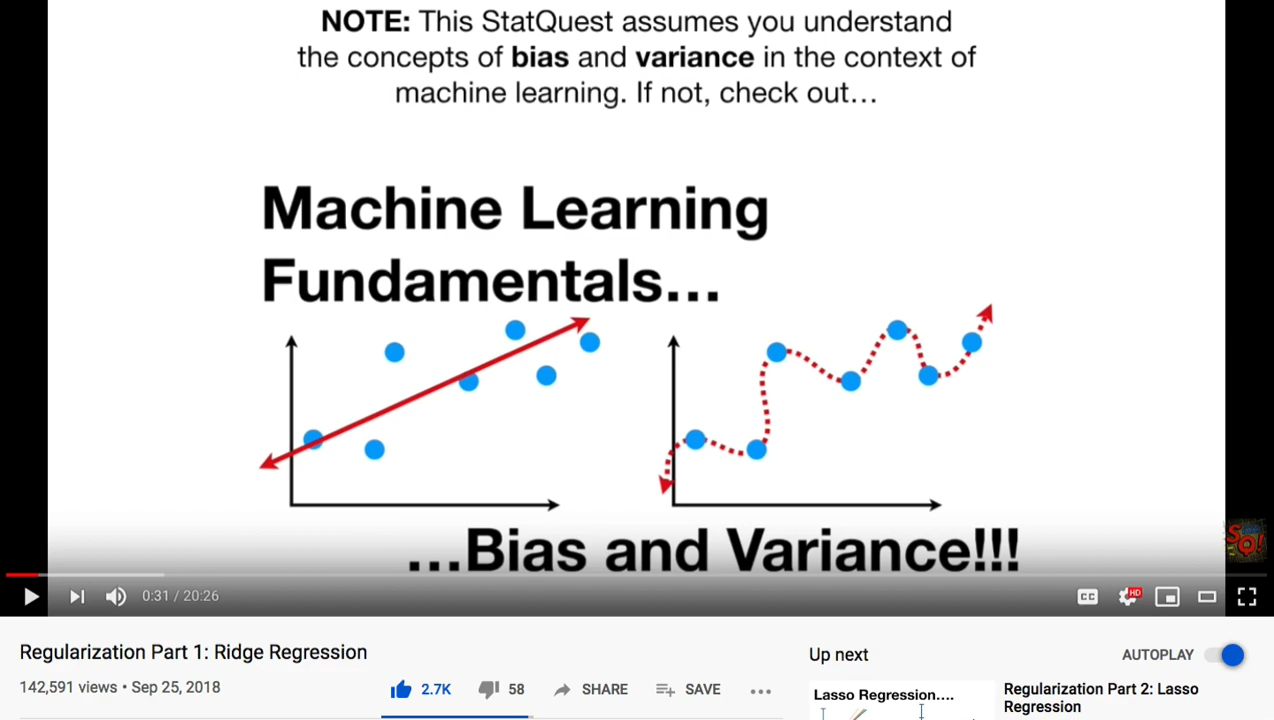 NOTE: This StatQuest assumes you understand
the concepts of bias and variance in the context of
machine learning. If not, check out…
Machine Learning
Fundamentals…
…Bias and Variance!!!
SQ!
0:31 / 20:26
CC
HD
Regularization Part 1: Ridge Regression
142,591 views • Sep 25, 2018
2.7K
58
SHARE
SAVE
Up next
AUTOPLAY
Lasso Regression….
Regularization Part 2: Lasso
Regression